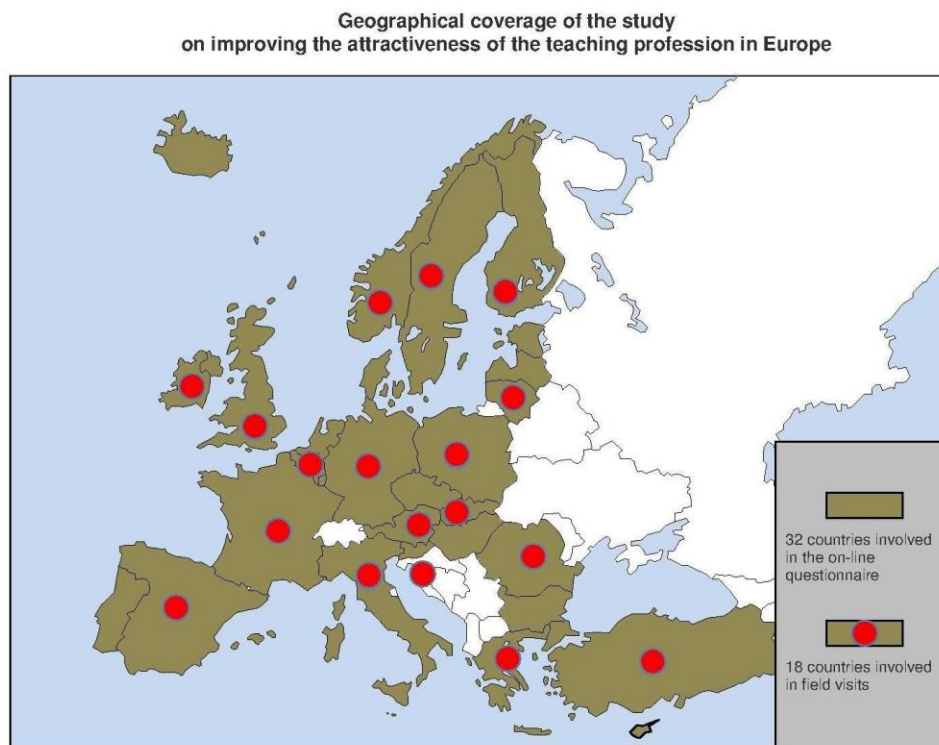 Geographical coverage of the study
on improving the attractiveness of the teaching profession in Europe
32 countries involved
in the on-line
questionnaire
18 countries involved
in field visits